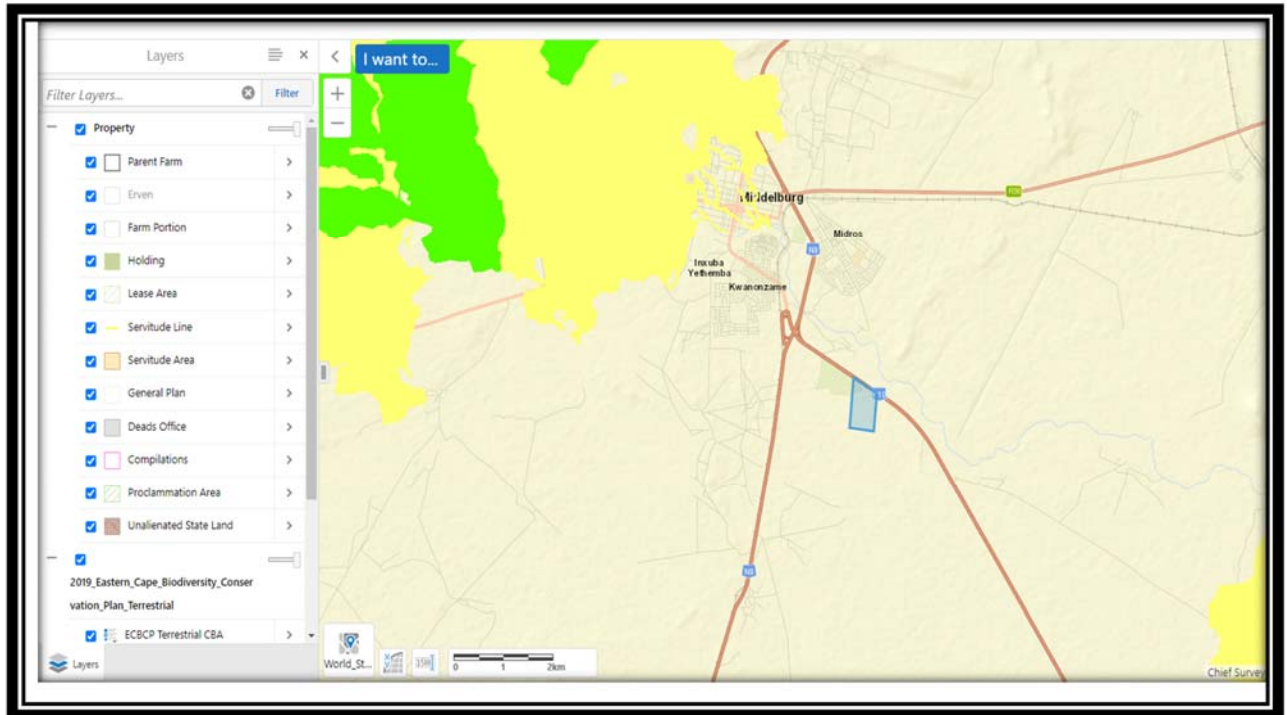 Layers
Filter Layers...
Filter
Property
Parent Farm
Erven
Farm Portion
Holding
Lease Area
Servitude Line
Servitude Area
General Plan
Deads Office
Compilations
Proclammation Area
Unalienated State Land
2019_Eastern_Cape_Biodiversity_Conser
vation_Plan_Terrestrial
ECBCP Terrestrial CBA
Layers
I want to...
Middelburg
Midros
N9
Inxuba
Yethemba
Kwanonzame
N9
World_St...
0 1 2km
Chief Survey